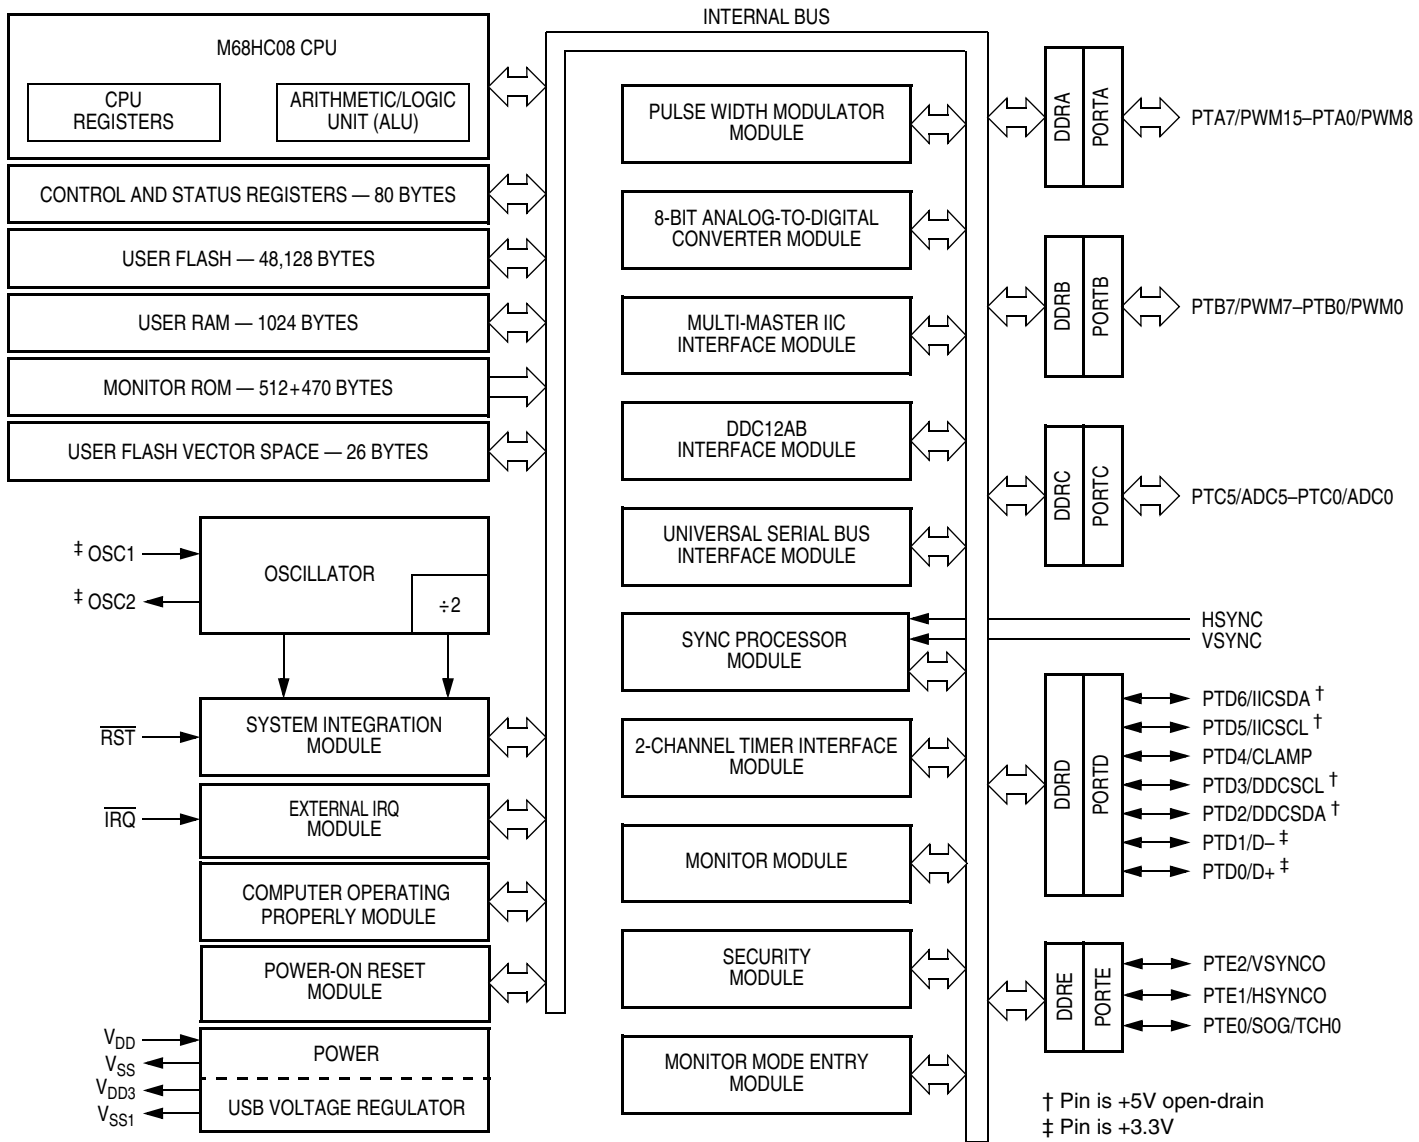 INTERNAL BUS
M68HC08 CPU
CPU
REGISTERS
ARITHMETIC/LOGIC
UNIT (ALU)
CONTROL AND STATUS REGISTERS — 80 BYTES
USER FLASH — 48,128 BYTES
USER RAM — 1024 BYTES
MONITOR ROM — 512+470 BYTES
USER FLASH VECTOR SPACE — 26 BYTES
‡ OSC1
‡ OSC2
OSCILLATOR
÷2
RST
SYSTEM INTEGRATION
MODULE
IRQ
EXTERNAL IRQ
MODULE
COMPUTER OPERATING
PROPERLY MODULE
POWER-ON RESET
MODULE
VDD
VSS
VDD3
VSS1
POWER
USB VOLTAGE REGULATOR
PULSE WIDTH MODULATOR
MODULE
8-BIT ANALOG-TO-DIGITAL
CONVERTER MODULE
MULTI-MASTER IIC
INTERFACE MODULE
DDC12AB
INTERFACE MODULE
UNIVERSAL SERIAL BUS
INTERFACE MODULE
SYNC PROCESSOR
MODULE
2-CHANNEL TIMER INTERFACE
MODULE
MONITOR MODULE
SECURITY
MODULE
MONITOR MODE ENTRY
MODULE
DDRA
PORTA
PTA7/PWM15–PTA0/PWM8
DDRB
PORTB
PTB7/PWM7–PTB0/PWM0
DDRC
PORTC
PTC5/ADC5–PTC0/ADC0
HSYNC
VSYNC
DDRD
PORTD
PTD6/IICSDA †
PTD5/IICSCL †
PTD4/CLAMP
PTD3/DDCSCL †
PTD2/DDCSDA †
PTD1/D– ‡
PTD0/D+ ‡
DDRE
PORTE
PTE2/VSYNCO
PTE1/HSYNCO
PTE0/SOG/TCH0
† Pin is +5V open-drain
‡ Pin is +3.3V